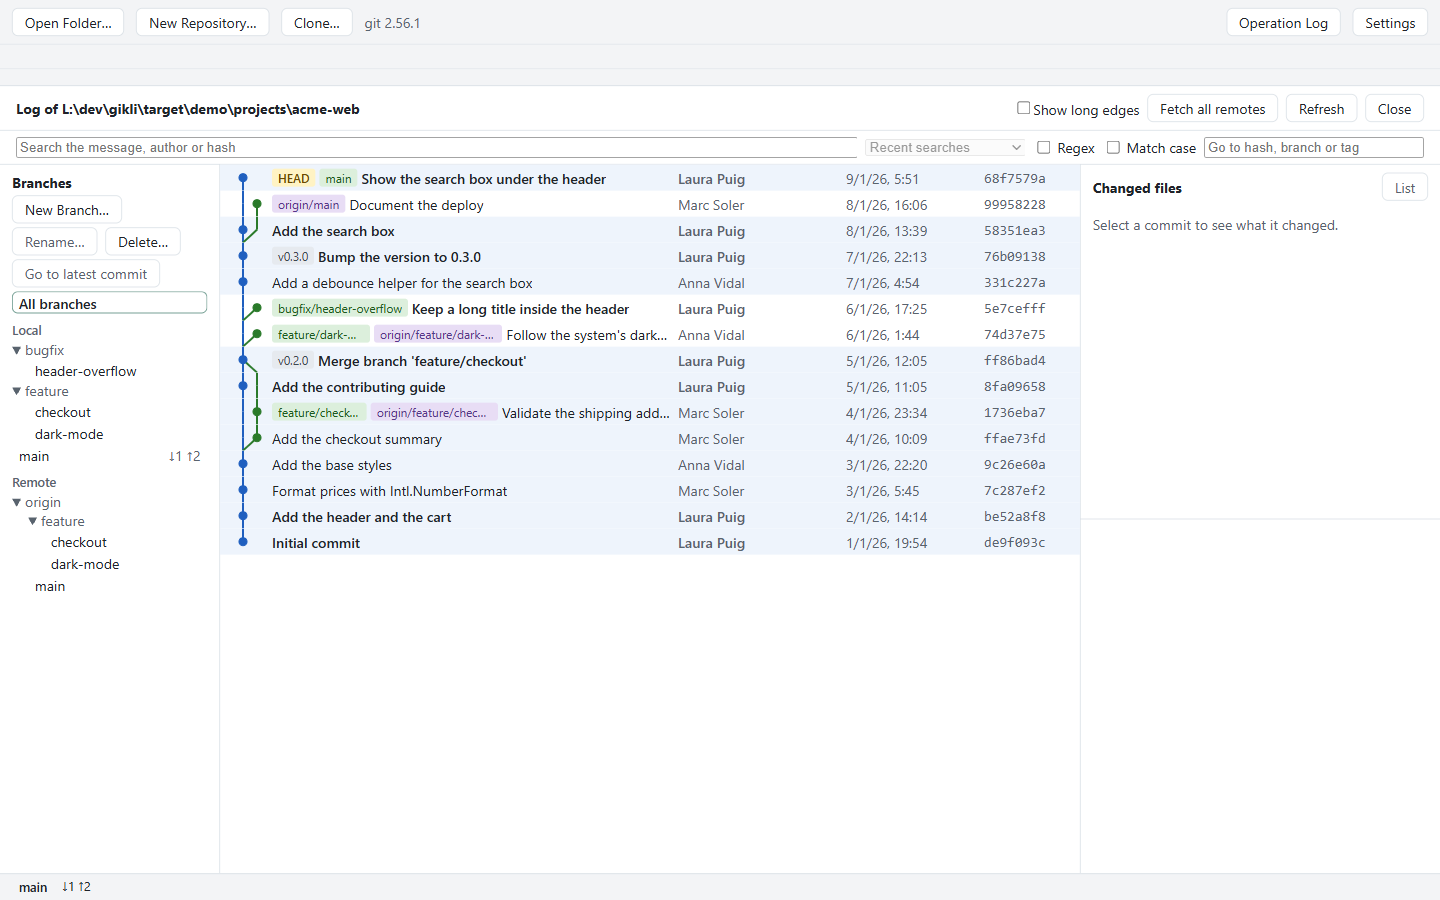 Open Folder... New Repository... Clone... git 2.56.1 Operation Log Settings
Log of L:\dev\gikli\target\demo\projects\acme-web Show long edges Fetch all remotes Refresh Close
Search the message, author or hash Recent searches Regex Match case Go to hash, branch or tag
Branches
New Branch...
Rename... Delete...
Go to latest commit
All branches
Local
bugfix
header-overflow
feature
checkout
dark-mode
main ↓1 ↑2
Remote
origin
feature
checkout
dark-mode
main
HEAD main Show the search box under the header Laura Puig 9/1/26, 5:51 68f7579a
origin/main Document the deploy Marc Soler 8/1/26, 16:06 99958228
Add the search box Laura Puig 8/1/26, 13:39 58351ea3
v0.3.0 Bump the version to 0.3.0 Laura Puig 7/1/26, 22:13 76b09138
Add a debounce helper for the search box Anna Vidal 7/1/26, 4:54 331c227a
bugfix/header-overflow Keep a long title inside the header Laura Puig 6/1/26, 17:25 5e7cefff
feature/dark-... origin/feature/dark-... Follow the system's dark... Anna Vidal 6/1/26, 1:44 74d37e75
v0.2.0 Merge branch 'feature/checkout' Laura Puig 5/1/26, 12:05 ff86bad4
Add the contributing guide Laura Puig 5/1/26, 11:05 8fa09658
feature/check... origin/feature/chec... Validate the shipping add... Marc Soler 4/1/26, 23:34 1736eba7
Add the checkout summary Marc Soler 4/1/26, 10:09 ffae73fd
Add the base styles Anna Vidal 3/1/26, 22:20 9c26e60a
Format prices with Intl.NumberFormat Marc Soler 3/1/26, 5:45 7c287ef2
Add the header and the cart Laura Puig 2/1/26, 14:14 be52a8f8
Initial commit Laura Puig 1/1/26, 19:54 de9f093c
Changed files List
Select a commit to see what it changed.
main ↓1 ↑2